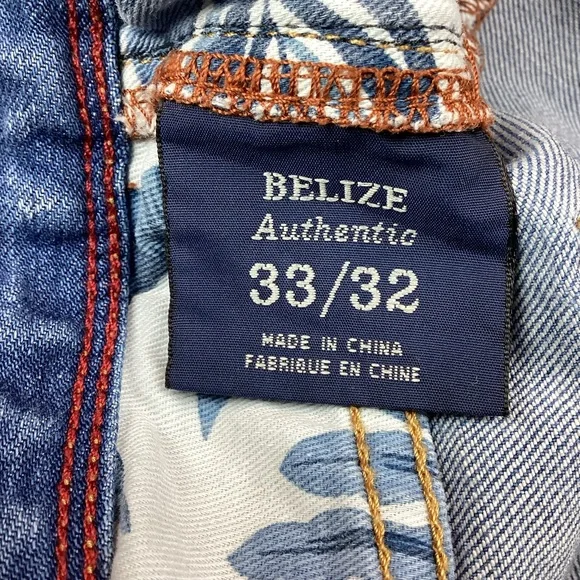 BELIZE
Authentic
33/32
MADE IN CHINA
FABRIQUE EN CHINE